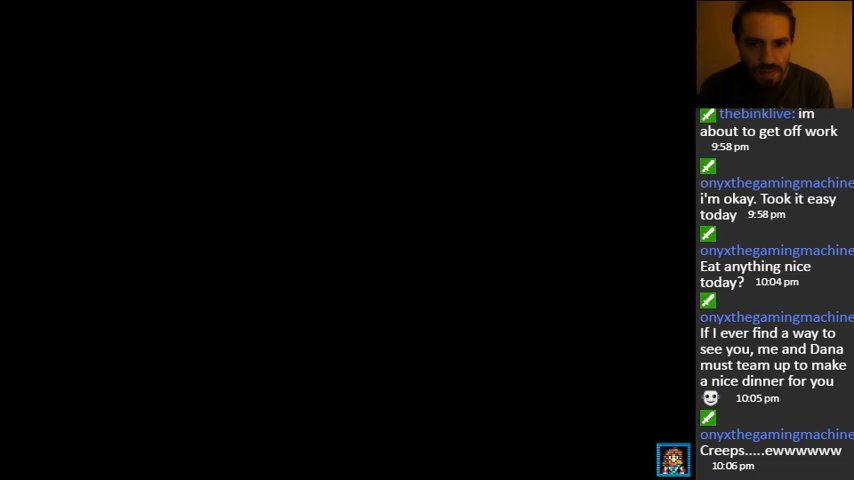 thebinklive: im
about to get off work
9:58 pm
onyxthegamingmachine
i'm okay. Took it easy
today 9:58 pm
onyxthegamingmachine
Eat anything nice
today? 10:04 pm
onyxthegamingmachine
If I ever find a way to
see you, me and Dana
must team up to make
a nice dinner for you
10:05 pm
onyxthegamingmachine
Creeps.....ewwwwww
10:06 pm